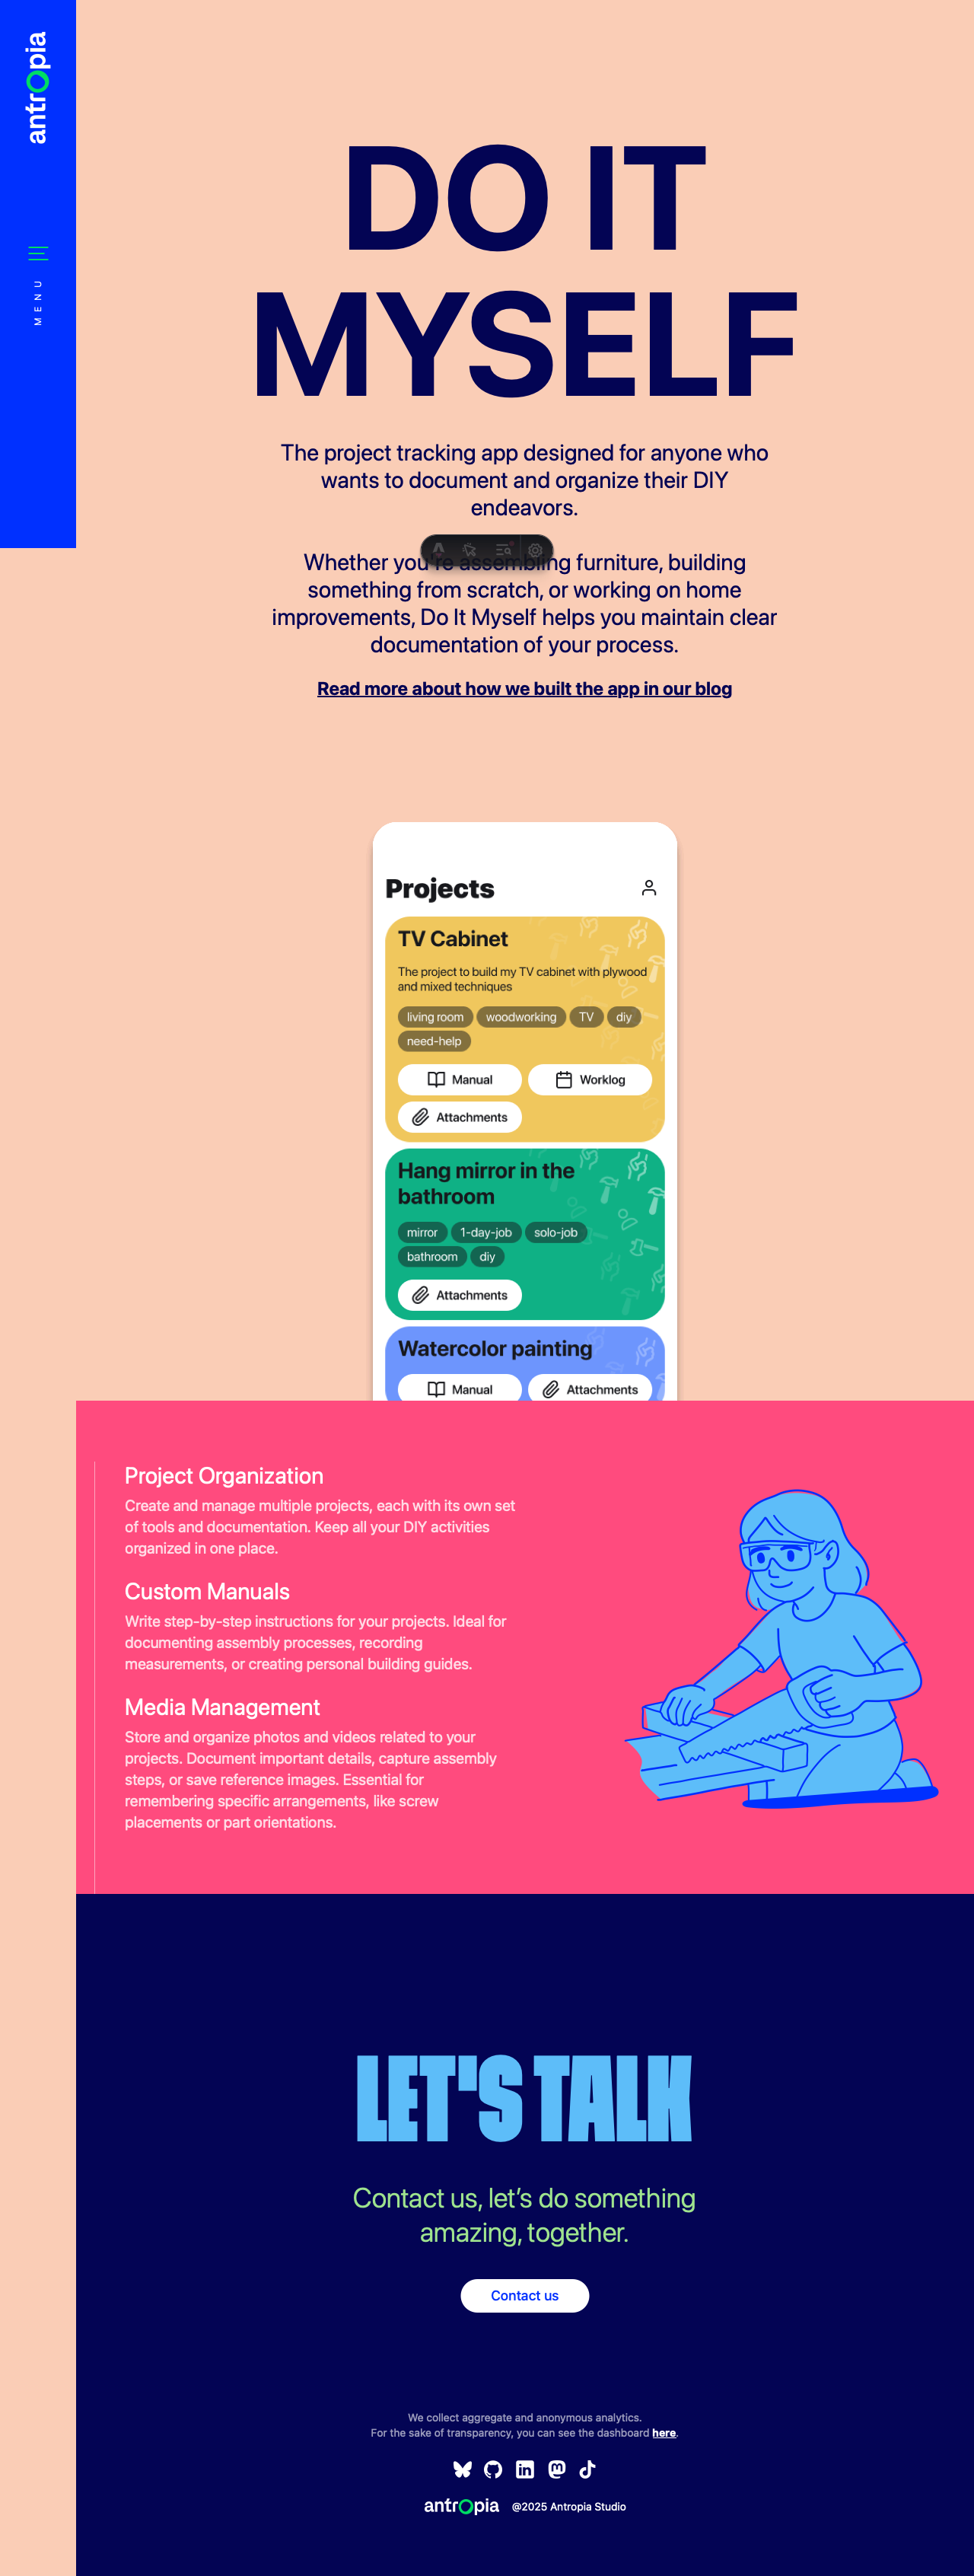 antropia
MENU
DO IT
MYSELF
The project tracking app designed for anyone who
wants to document and organize their DIY
endeavors.
Whether you're assembling furniture, building
something from scratch, or working on home
improvements, Do It Myself helps you maintain clear
documentation of your process.
Read more about how we built the app in our blog
Projects
TV Cabinet
The project to build my TV cabinet with plywood
and mixed techniques
living room woodworking TV diy
need-help
Manual Worklog
Attachments
Hang mirror in the
bathroom
mirror 1-day-job solo-job
bathroom diy
Attachments
Watercolor painting
Manual Attachments
Project Organization
Create and manage multiple projects, each with its own set
of tools and documentation. Keep all your DIY activities
organized in one place.
Custom Manuals
Write step-by-step instructions for your projects. Ideal for
documenting assembly processes, recording
measurements, or creating personal building guides.
Media Management
Store and organize photos and videos related to your
projects. Document important details, capture assembly
steps, or save reference images. Essential for
remembering specific arrangements, like screw
placements or part orientations.
LET'S TALK
Contact us, let’s do something
amazing, together.
Contact us
We collect aggregate and anonymous analytics.
For the sake of transparency, you can see the dashboard here.
antropia @2025 Antropia Studio